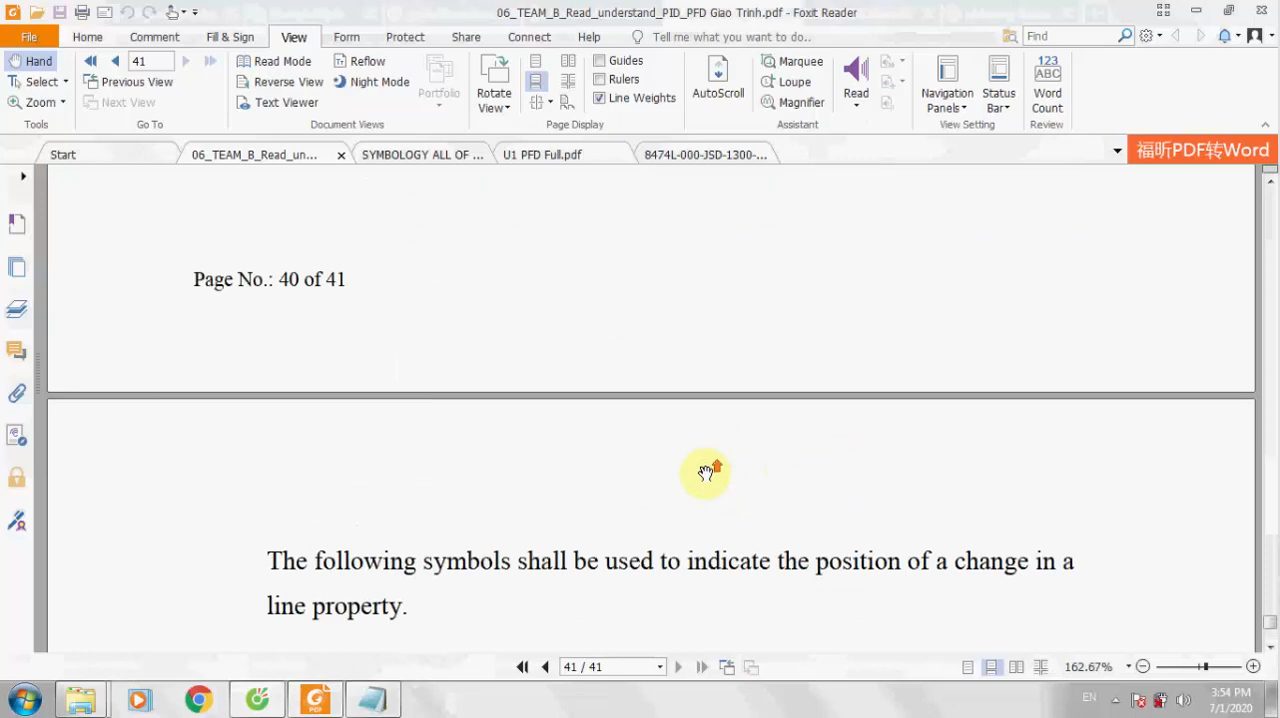 06_TEAM_B_Read_understand_PID_PFD Giao Trinh.pdf - Foxit Reader
File Home Comment Fill & Sign View Form Protect Share Connect Help Tell me what you want to do... Find
Hand 41 Read Mode Reflow Guides Marquee
Select Previous View Reverse View Night Mode Rulers Loupe
Zoom Next View Text Viewer Portfolio Rotate View Line Weights AutoScroll Magnifier Read Navigation Panels Status Bar Word Count
Tools Go To Document Views Page Display Assistant View Setting Review
Start 06_TEAM_B_Read_un... SYMBOLOGY ALL OF ... U1 PFD Full.pdf 8474L-000-JSD-1300-... 福昕PDF转Word
Page No.: 40 of 41
The following symbols shall be used to indicate the position of a change in a
line property.
41 / 41 162.67%
EN 3:54 PM
7/1/2020